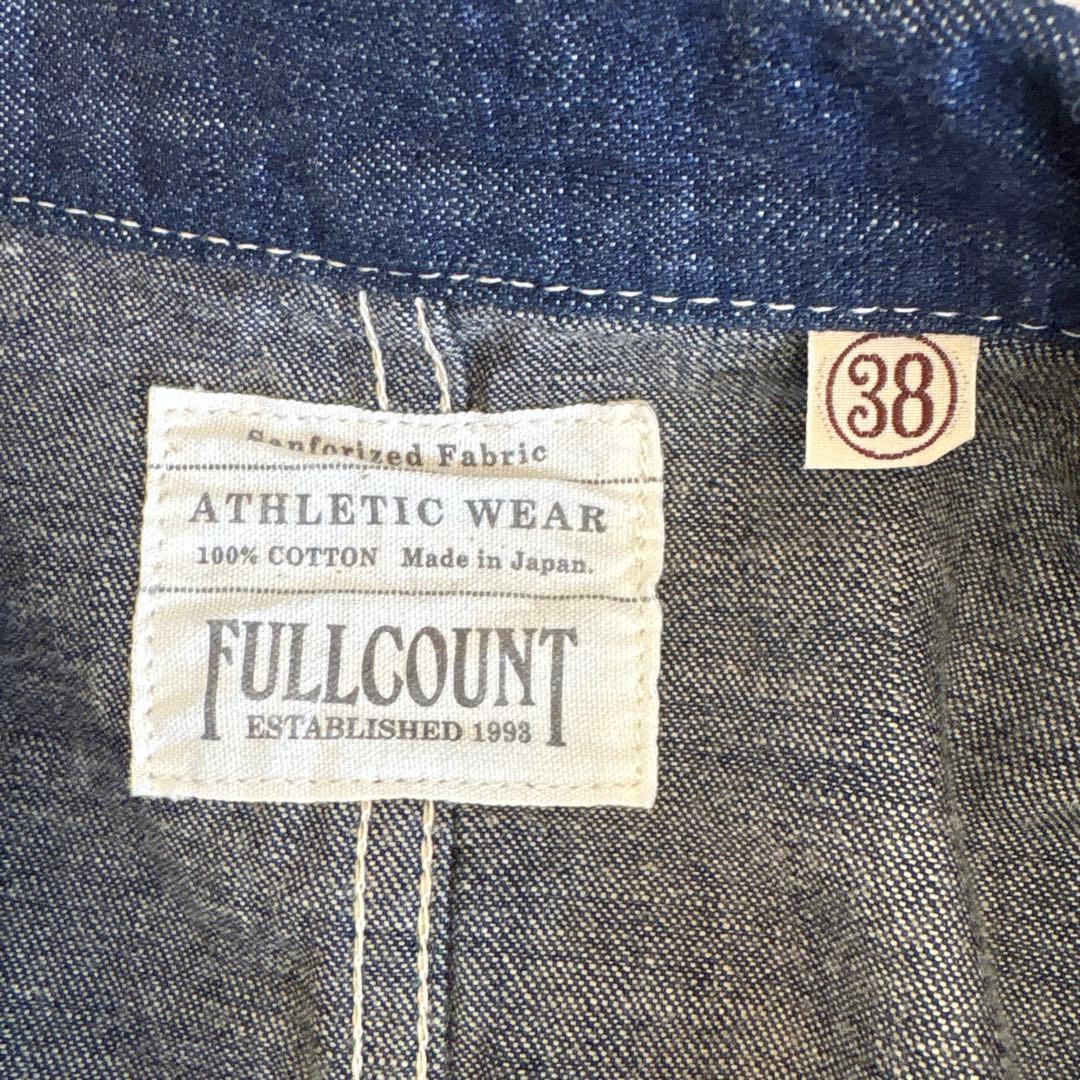 38
Sanforized Fabric
ATHLETIC WEAR
100% COTTON Made in Japan.
FULLCOUNT
ESTABLISHED 1993